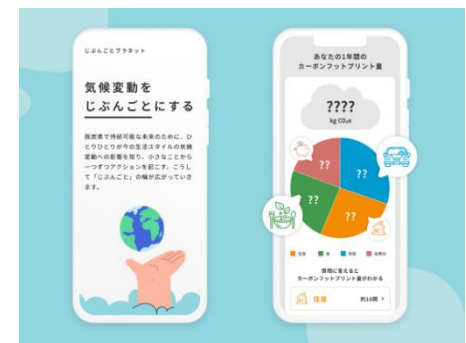 じぶんごとプラネット
気候変動を
じぶんごとにする
脱炭素で持続可能な未来のために、ひ
とりひとりが今の生活スタイルの気候
変動への影響を知り、小さなことから
一つずつアクションを起こす。こうし
て「じぶんごと」の輪が広がっていき
ます。
あなたの1年間の
カーボンフットプリント量
????
kg CO₂e
??
??
??
??
住居 食 移動 消費財
質問に答えると
カーボンフットプリント量がわかる
住居 約10問 >